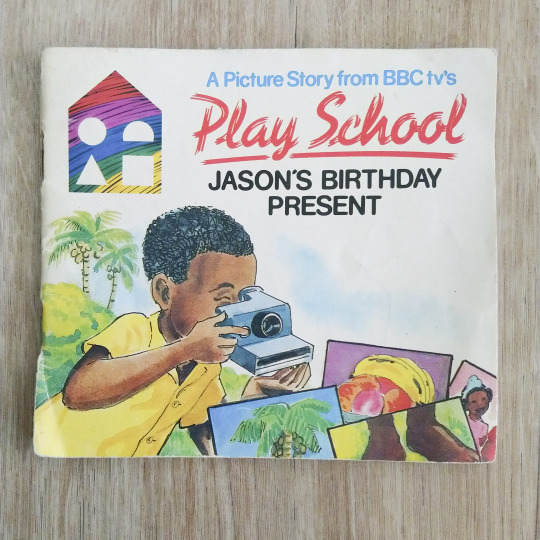 A Picture Story from BBC tv's
Play School
JASON'S BIRTHDAY
PRESENT